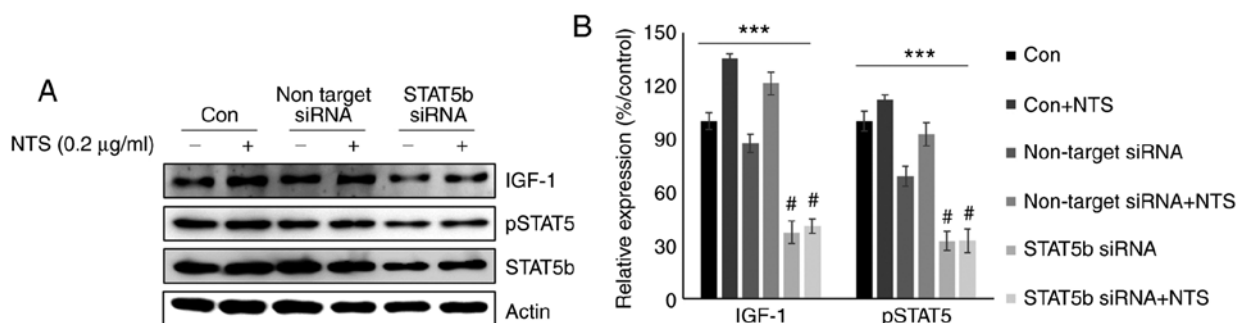 A
Con
Non target
siRNA
STAT5b
siRNA
NTS (0.2 μg/ml)
–
+
–
+
–
+
IGF-1
pSTAT5
STAT5b
Actin
B
Relative expression (%/control)
150
120
90
60
30
0
***
***
# #
# #
IGF-1
pSTAT5
Con
Con+NTS
Non-target siRNA
Non-target siRNA+NTS
STAT5b siRNA
STAT5b siRNA+NTS